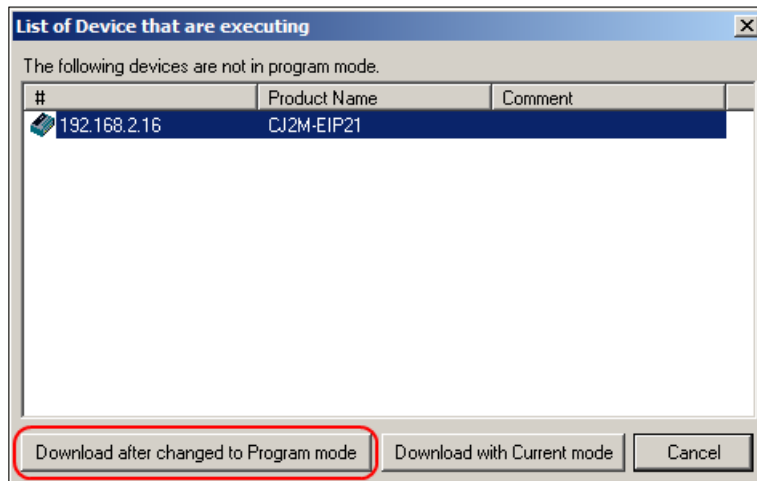 List of Device that are executing
The following devices are not in program mode.
# Product Name Comment
192.168.2.16 CJ2M-EIP21
Download after changed to Program mode Download with Current mode Cancel